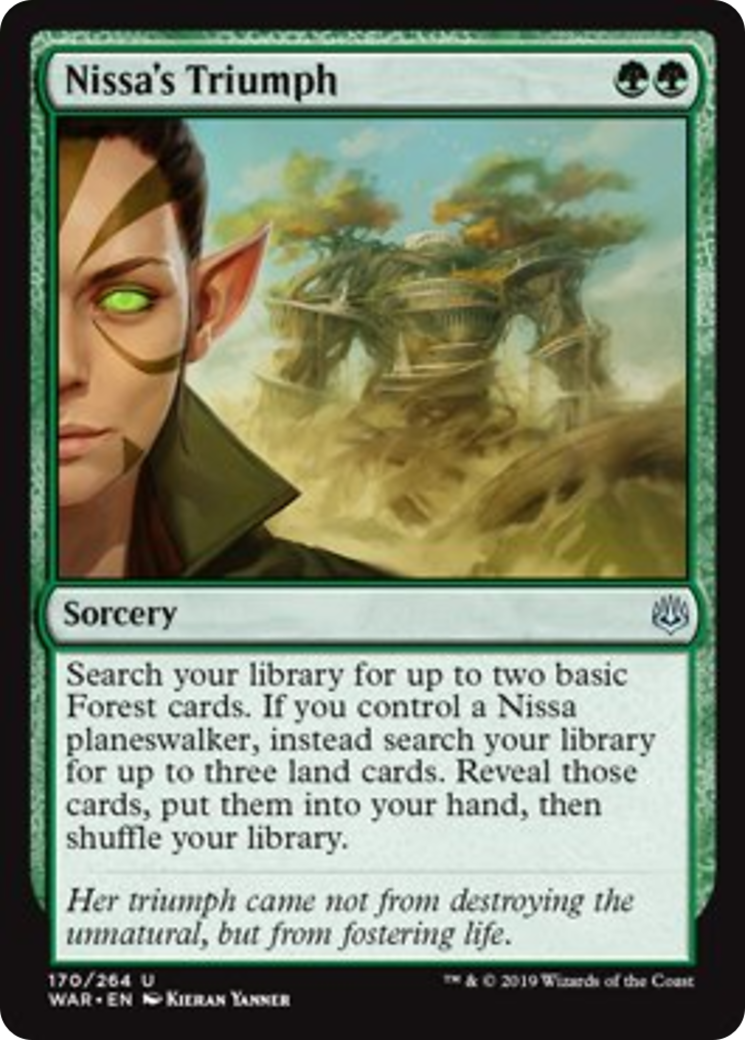 Nissa's Triumph
Sorcery
Search your library for up to two basic
Forest cards. If you control a Nissa
planeswalker, instead search your library
for up to three land cards. Reveal those
cards, put them into your hand, then
shuffle your library.
Her triumph came not from destroying the
unnatural, but from fostering life.
170/264 U
™ & © 2019 Wizards of the Coast
WAR • EN Kieran Yanner